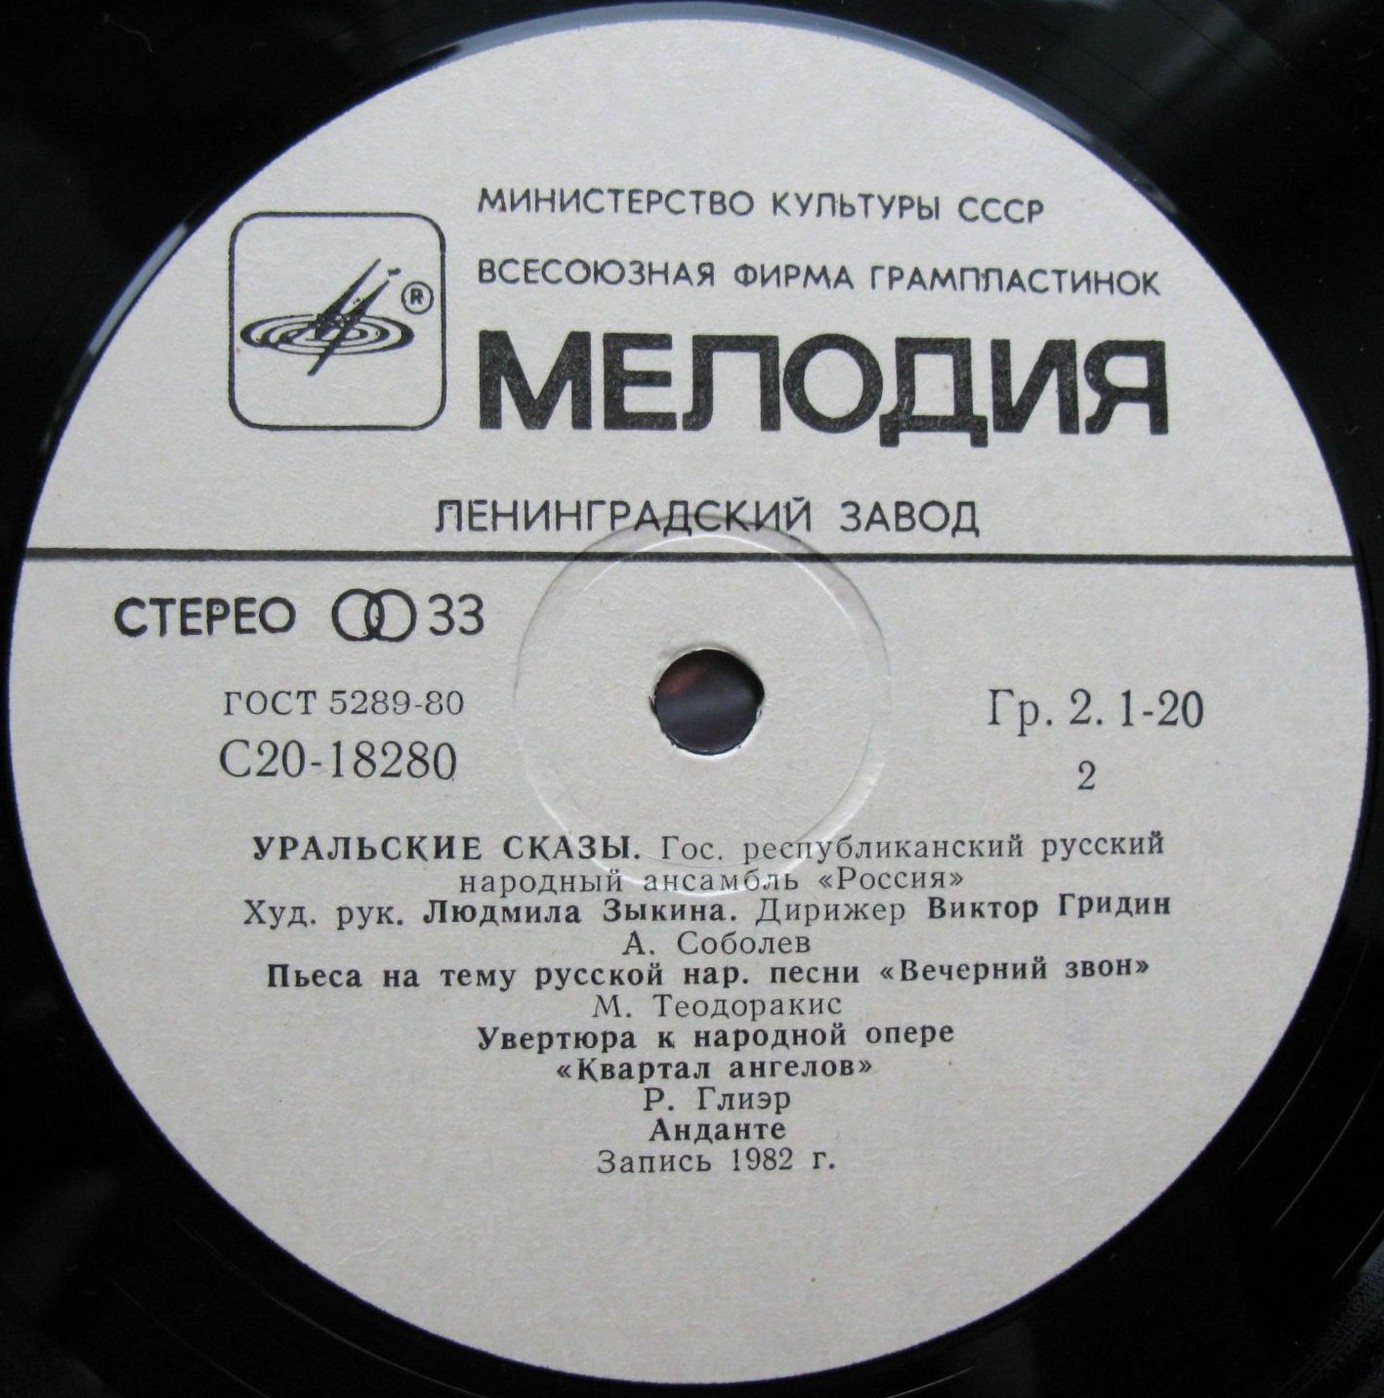 МИНИСТЕРСТВО КУЛЬТУРЫ СССР
ВСЕСОЮЗНАЯ ФИРМА ГРАМПЛАСТИНОК
®
МЕЛОДИЯ
ЛЕНИНГРАДСКИЙ ЗАВОД
СТЕРЕО 33
ГОСТ 5289-80
С20-18280
Гр. 2. 1-20
2
УРАЛЬСКИЕ СКАЗЫ. Гос. республиканский русский
народный ансамбль «Россия»
Худ. рук. Людмила Зыкина. Дирижер Виктор Гридин
А. Соболев
Пьеса на тему русской нар. песни «Вечерний звон»
М. Теодоракис
Увертюра к народной опере
«Квартал ангелов»
Р. Глиэр
Анданте
Запись 1982 г.